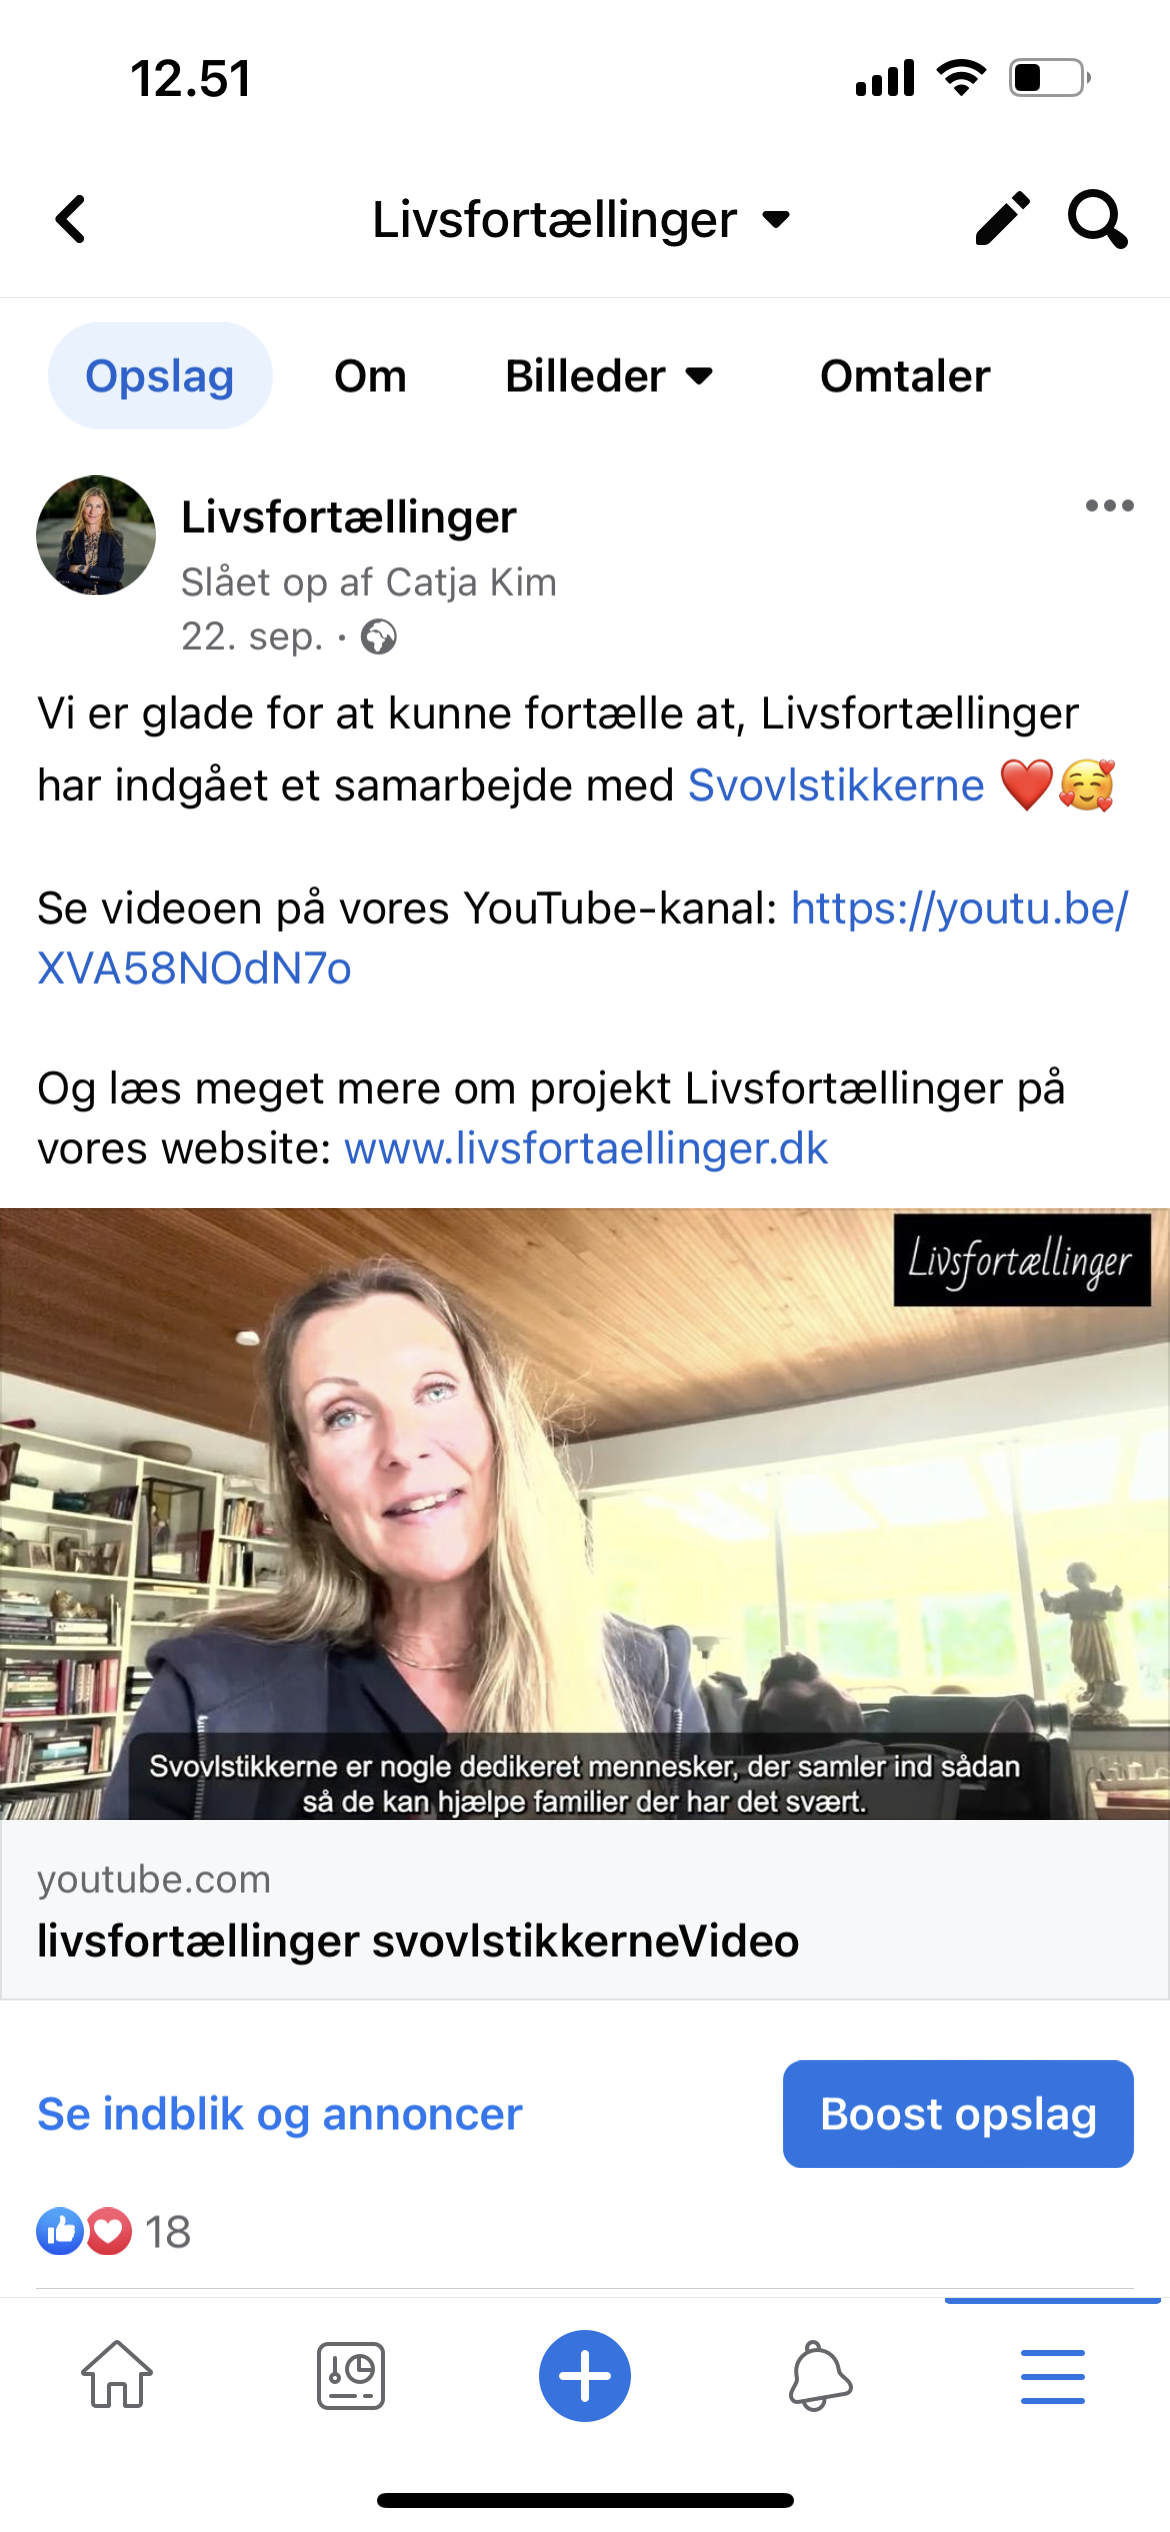 12.51
Livsfortællinger
Opslag Om Billeder Omtaler
Livsfortællinger
Slået op af Catja Kim
22. sep. ·
Vi er glade for at kunne fortælle at, Livsfortællinger
har indgået et samarbejde med Svovlstikkerne ❤️🥰
Se videoen på vores YouTube-kanal: https://youtu.be/
XVA58NOdN7o
Og læs meget mere om projekt Livsfortællinger på
vores website: www.livsfortaellinger.dk
Livsfortællinger
Svovlstikkerne er nogle dedikeret mennesker, der samler ind sådan
så de kan hjælpe familier der har det svært.
youtube.com
livsfortællinger svovlstikkerneVideo
Se indblik og annoncer
Boost opslag
18